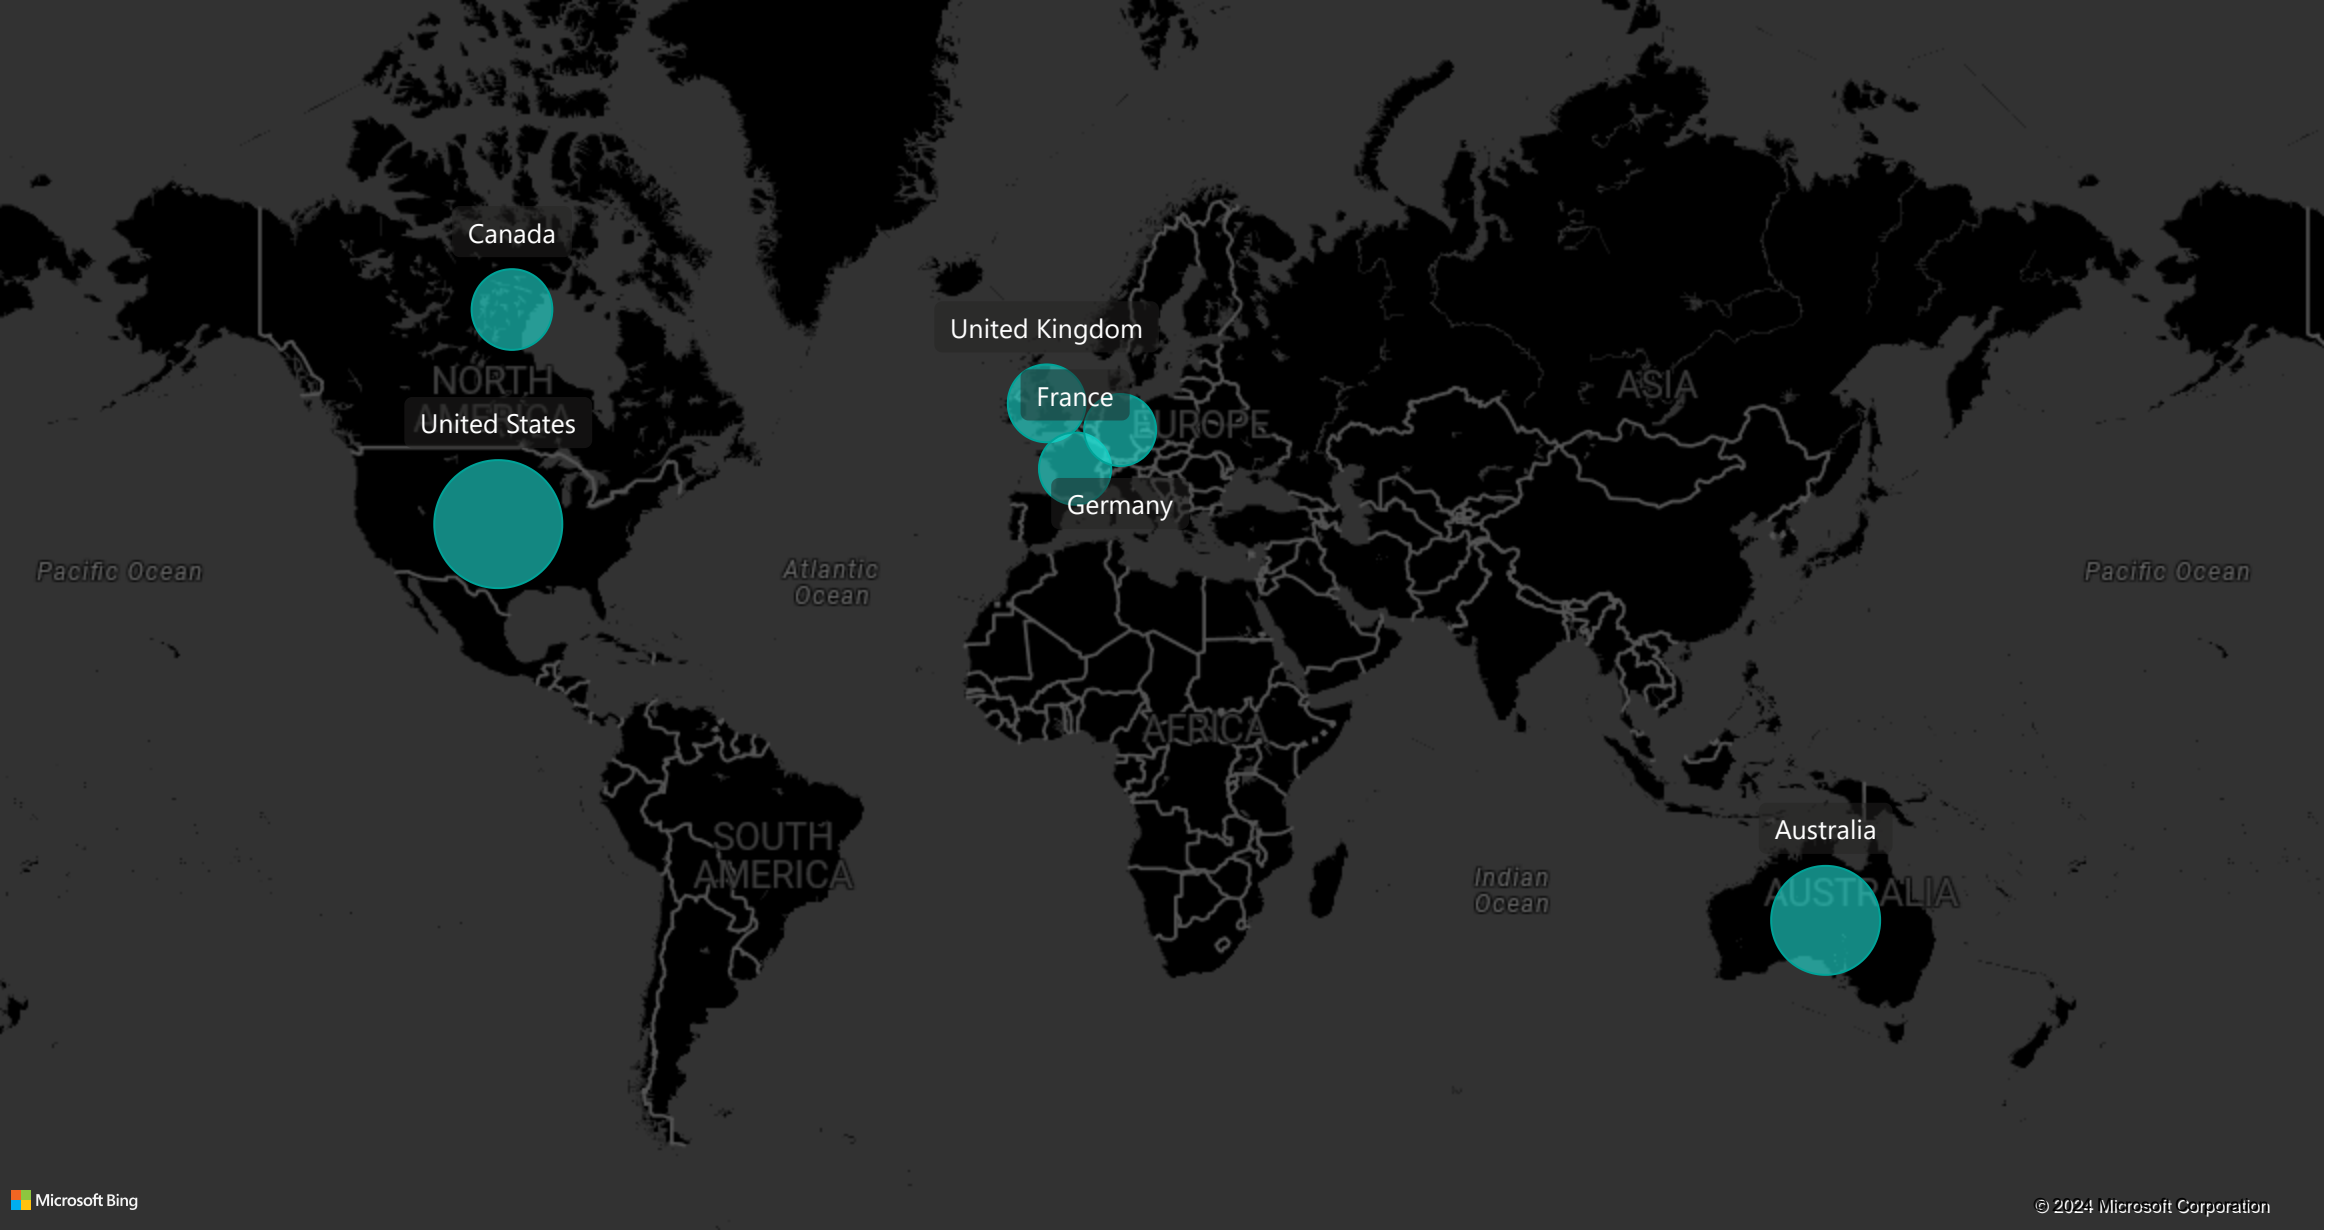 Canada
United Kingdom
NORTH
AMERICA
ASIA
France
EUROPE
United States
Germany
Pacific Ocean
Atlantic
Ocean
Pacific Ocean
AFRICA
SOUTH
AMERICA
Australia
AUSTRALIA
Indian
Ocean
Microsoft Bing
© 2024 Microsoft Corporation